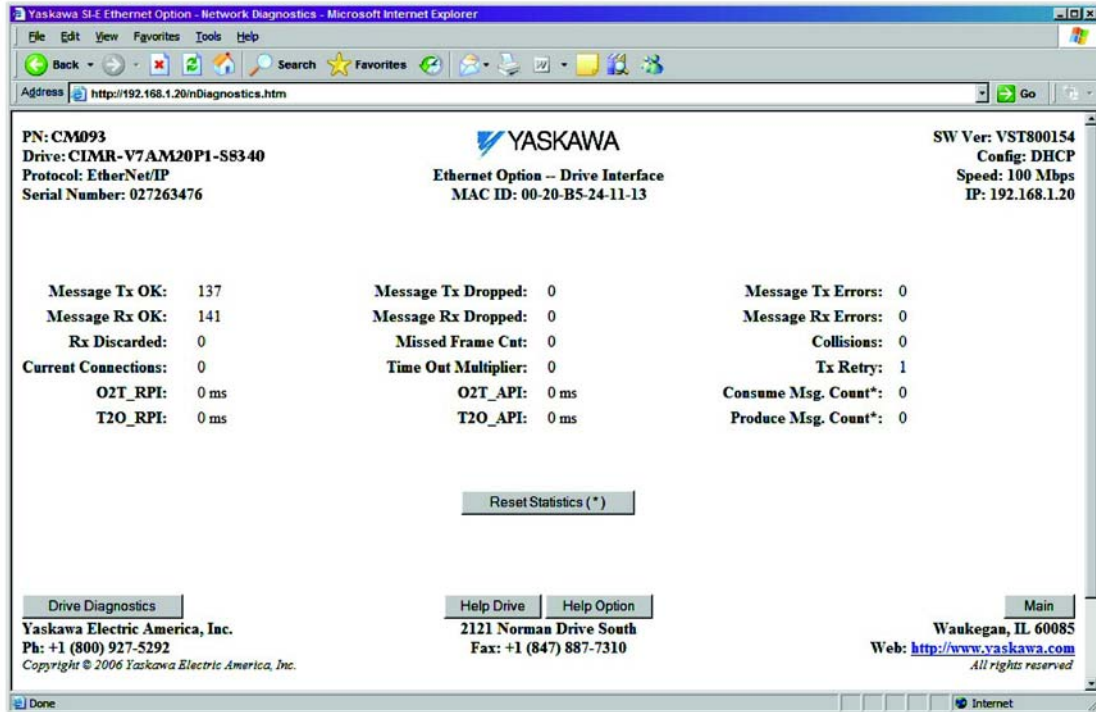 Yaskawa SI-E Ethernet Option - Network Diagnostics - Microsoft Internet Explorer
File Edit View Favorites Tools Help
Back Search Favorites
Address http://192.168.1.20/nDiagnostics.htm Go
PN: CM093 YASKAWA SW Ver: VST800154
Drive: CIMR-V7AM20P1-S8340 Config: DHCP
Protocol: EtherNet/IP Ethernet Option -- Drive Interface Speed: 100 Mbps
Serial Number: 027263476 MAC ID: 00-20-B5-24-11-13 IP: 192.168.1.20
Message Tx OK: 137 Message Tx Dropped: 0 Message Tx Errors: 0
Message Rx OK: 141 Message Rx Dropped: 0 Message Rx Errors: 0
Rx Discarded: 0 Missed Frame Cnt: 0 Collisions: 0
Current Connections: 0 Time Out Multiplier: 0 Tx Retry: 1
O2T_RPI: 0 ms O2T_API: 0 ms Consume Msg. Count*: 0
T2O_RPI: 0 ms T2O_API: 0 ms Produce Msg. Count*: 0
Reset Statistics ( * )
Drive Diagnostics Help Drive Help Option Main
Yaskawa Electric America, Inc. 2121 Norman Drive South Waukegan, IL 60085
Ph: +1 (800) 927-5292 Fax: +1 (847) 887-7310 Web: http://www.yaskawa.com
Copyright © 2006 Yaskawa Electric America, Inc. All rights reserved
Done Internet